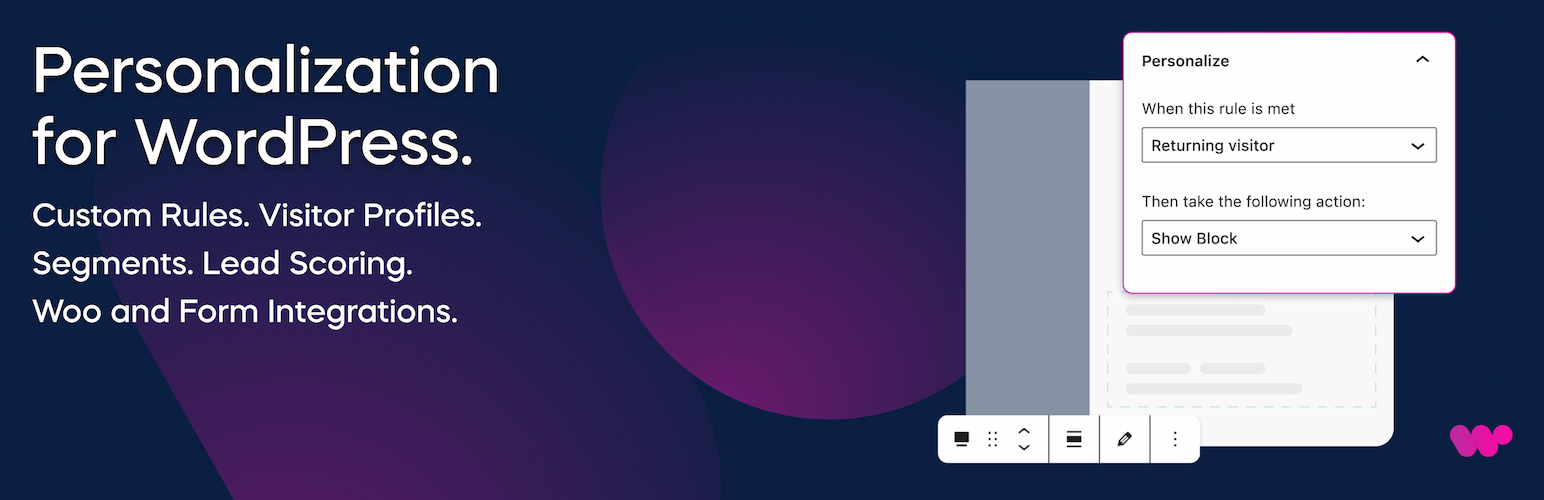 Personalization
for WordPress.
Custom Rules. Visitor Profiles.
Segments. Lead Scoring.
Woo and Form Integrations.
Personalize
When this rule is met
Returning visitor
Then take the following action:
Show Block